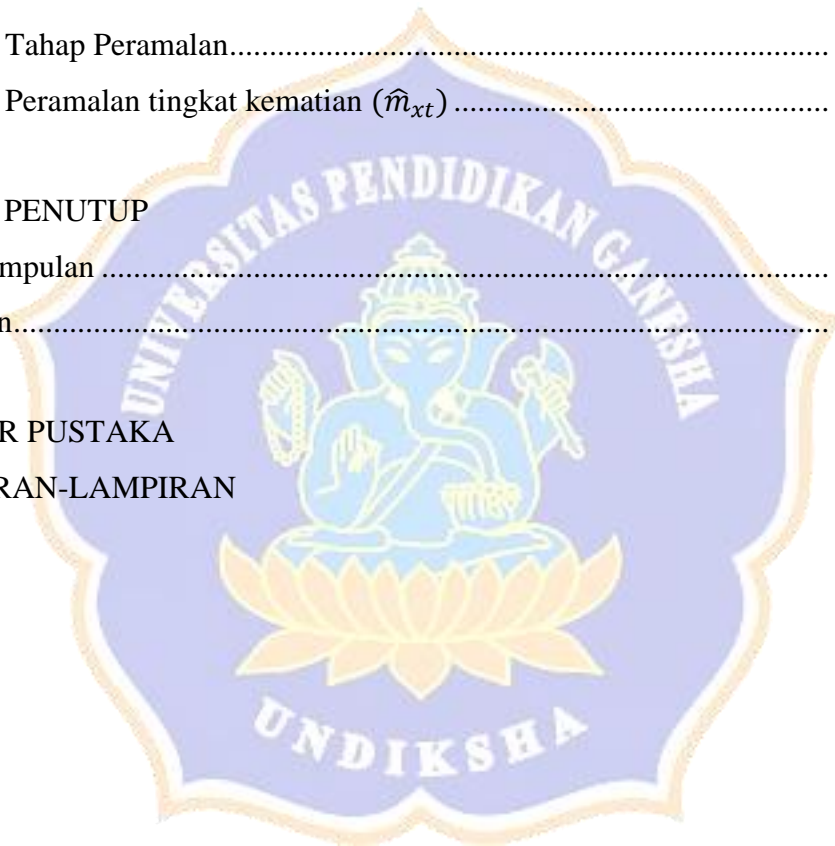 Tahap Peramalan...........................................................................
Peramalan tingkat kematian (m̂ₓₜ) ...............................................
PENUTUP
mpulan ...........................................................................................
n......................................................................................................
R PUSTAKA
RAN-LAMPIRAN
UNIVERSITAS PENDIDIKAN GANESHA
UNDIKSHA